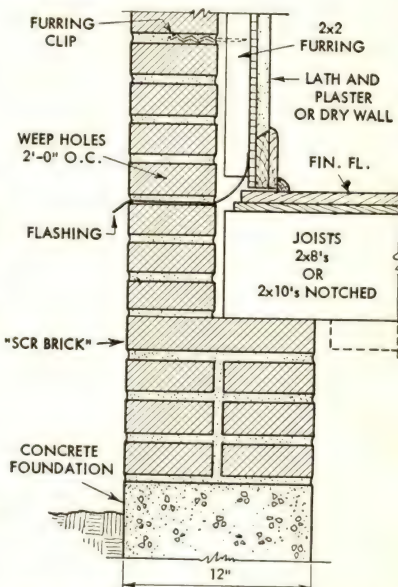 FURRING
CLIP
2x2
FURRING
LATH AND
PLASTER
OR DRY WALL
WEEP HOLES
2'-0" O.C.
FIN. FL.
FLASHING
JOISTS
2x8's
OR
2x10's NOTCHED
"SCR BRICK"
CONCRETE
FOUNDATION
12"